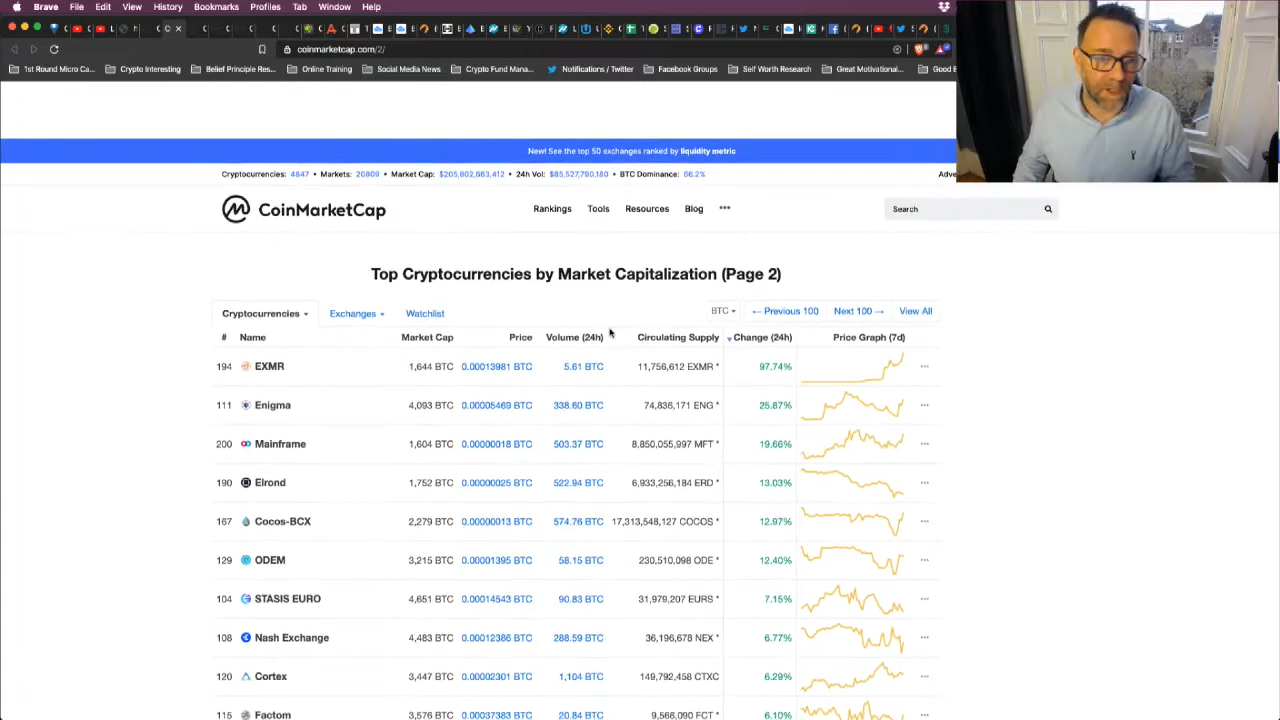 Brave File Edit View History Bookmarks Profiles Tab Window Help
coinmarketcap.com/2/
1st Round Micro Ca... Crypto Interesting Belief Principle Res... Online Training Social Media News Crypto Fund Mana... Notifications / Twitter Facebook Groups Self Worth Research Great Motivational... Good B
New! See the top 50 exchanges ranked by liquidity metric
Cryptocurrencies: 4847 • Markets: 20809 • Market Cap: $205,802,663,412 • 24h Vol: $85,527,790,180 • BTC Dominance: 66.2% Adve
CoinMarketCap Rankings Tools Resources Blog ••• Search
Top Cryptocurrencies by Market Capitalization (Page 2)
Cryptocurrencies Exchanges Watchlist BTC ← Previous 100 Next 100 → View All
# Name Market Cap Price Volume (24h) Circulating Supply Change (24h) Price Graph (7d)
194 EXMR 1,644 BTC 0.00013981 BTC 5.61 BTC 11,756,612 EXMR * 97.74%
111 Enigma 4,093 BTC 0.00005469 BTC 338.60 BTC 74,836,171 ENG * 25.87%
200 Mainframe 1,604 BTC 0.00000018 BTC 503.37 BTC 8,850,055,997 MFT * 19.66%
190 Elrond 1,752 BTC 0.00000025 BTC 522.94 BTC 6,933,256,184 ERD * 13.03%
167 Cocos-BCX 2,279 BTC 0.00000013 BTC 574.76 BTC 17,313,548,127 COCOS * 12.97%
129 ODEM 3,215 BTC 0.00001395 BTC 58.15 BTC 230,510,098 ODE * 12.40%
104 STASIS EURO 4,651 BTC 0.00014543 BTC 90.83 BTC 31,979,207 EURS * 7.15%
108 Nash Exchange 4,483 BTC 0.00012386 BTC 288.59 BTC 36,196,678 NEX * 6.77%
120 Cortex 3,447 BTC 0.00002301 BTC 1,104 BTC 149,792,458 CTXC 6.29%
115 Factom 3,576 BTC 0.00037383 BTC 20.84 BTC 9,566,090 FCT * 6.10%